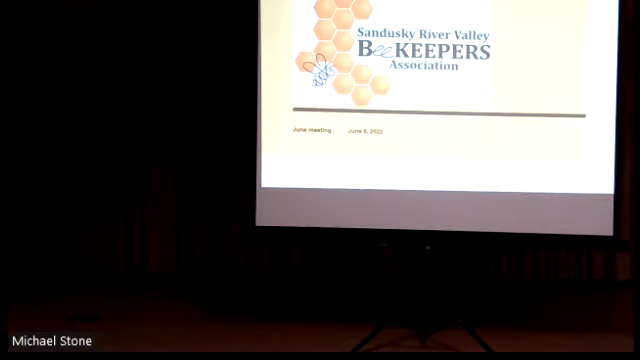 Sandusky River Valley
BeeKEEPERS
Association
June meeting June 6, 2022
Michael Stone